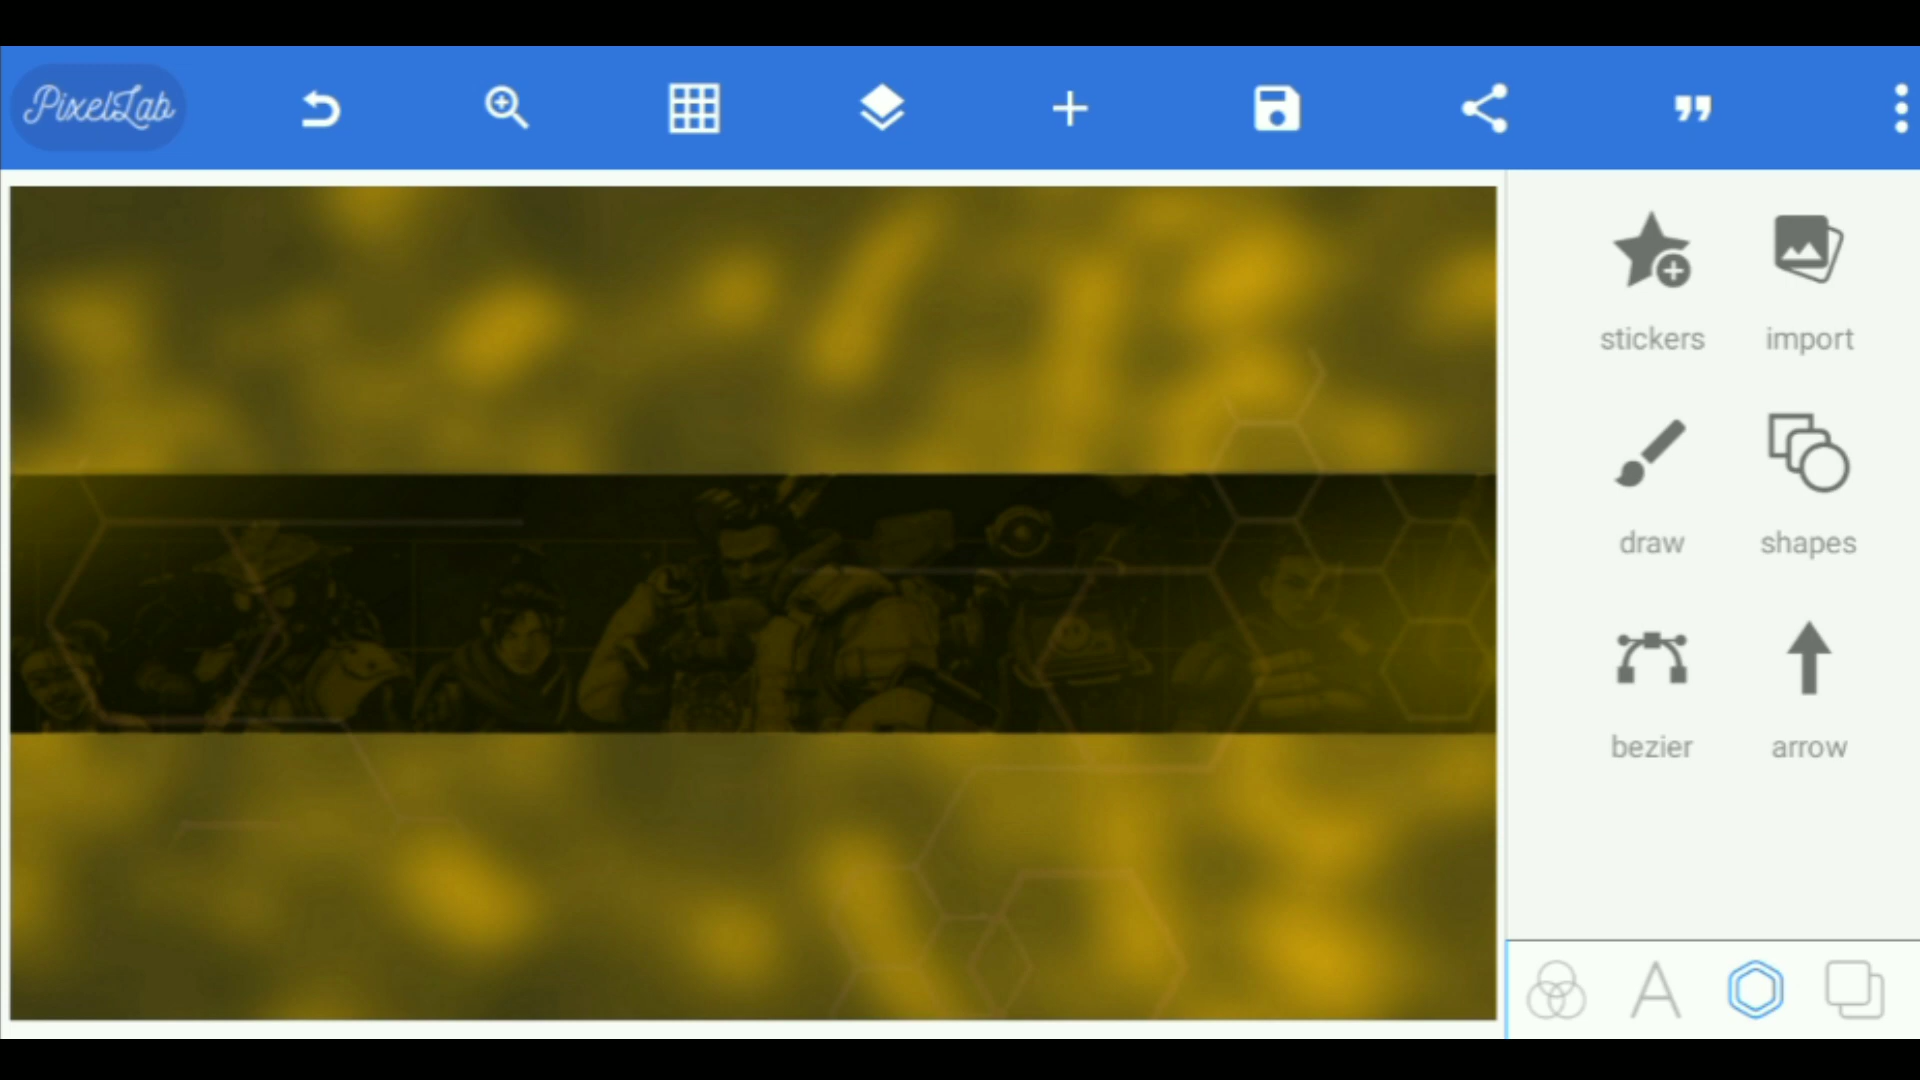 PixelLab
stickers
import
draw
shapes
bezier
arrow